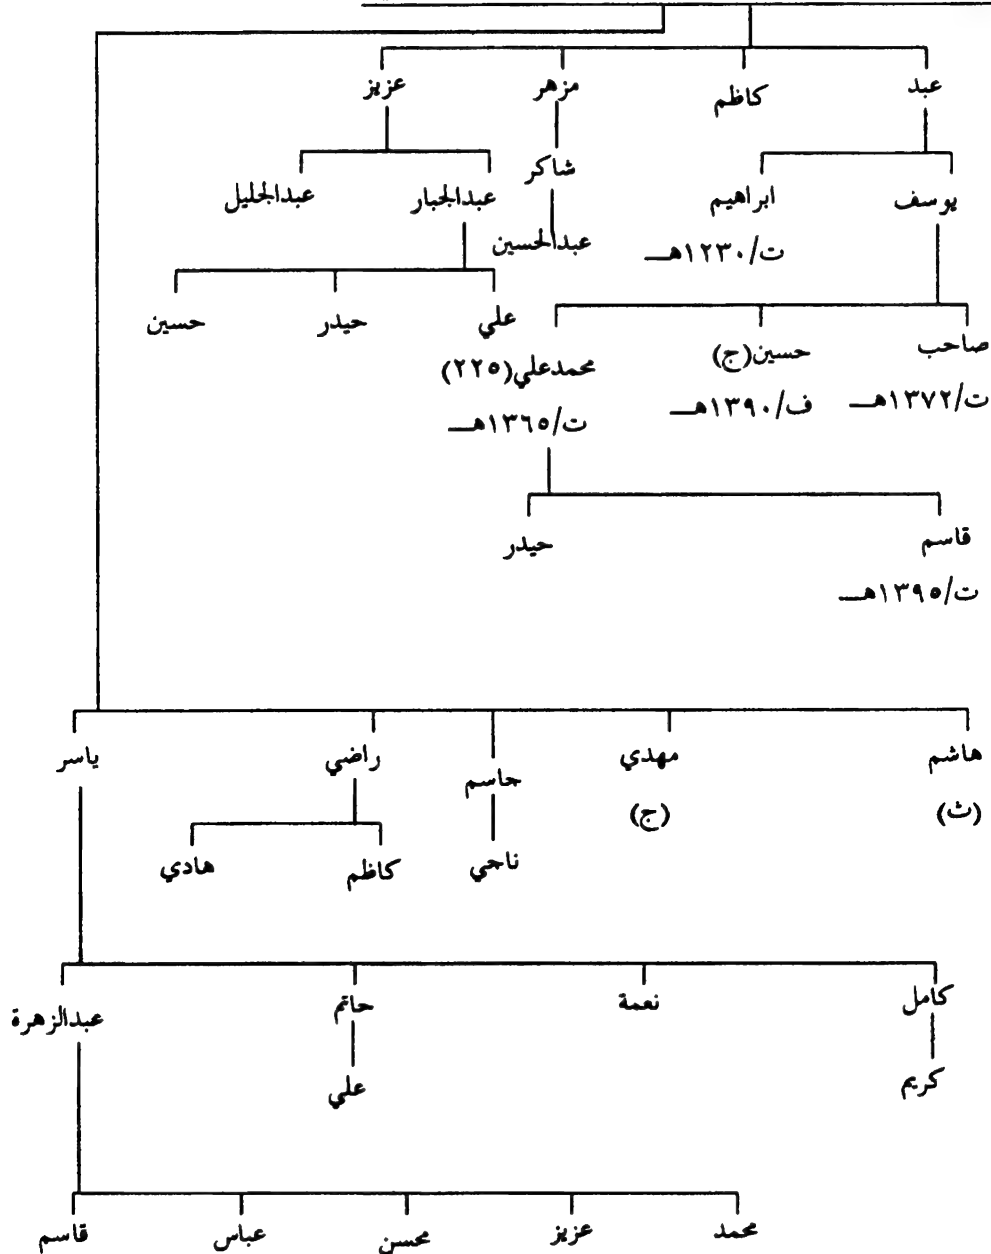 عبد كاظم مزهر عزيز
شاكر
يوسف ابراهيم عبدالجبار عبدالجليل
ت/١٢٣٠هـ عبدالحسين
صاحب حسين(ج) علي حيدر حسين
محمدعلي(٢٢٥)
ت/١٣٧٢هـ ف/١٣٩٠هـ
ت/١٣٦٥هـ
قاسم حيدر
ت/١٣٩٥هـ
هاشم مهدي جاسم راضي ياسر
(ث) (ج)
ناجي كاظم هادي
كامل نعمة حاتم عبدالزهرة
كريم علي
محمد عزيز محسن عباس قاسم